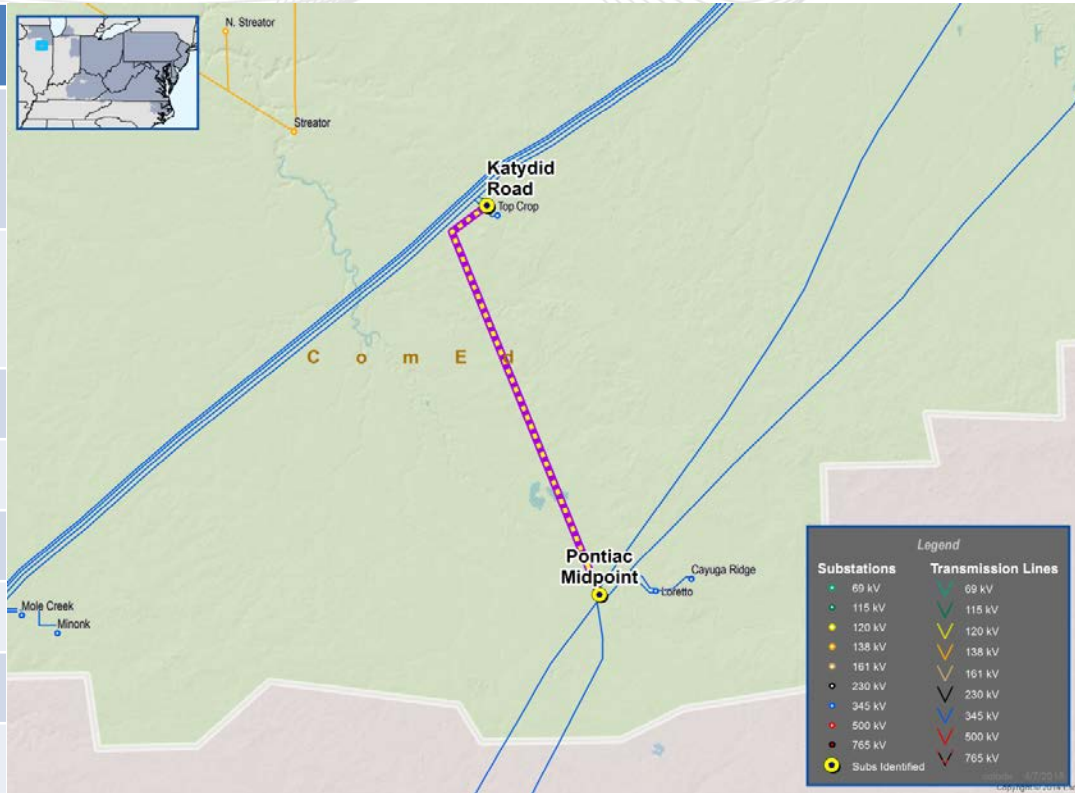 N. Streator
Streator
Katydid
Road
Top Crop
ComEd
Pontiac
Midpoint
Cayuga Ridge
Loretto
Mole Creek
Minonk
Legend
Substations
69 kV
115 kV
120 kV
138 kV
161 kV
230 kV
345 kV
500 kV
765 kV
Subs Identified
Transmission Lines
69 kV
115 kV
120 kV
138 kV
161 kV
230 kV
345 kV
500 kV
765 kV